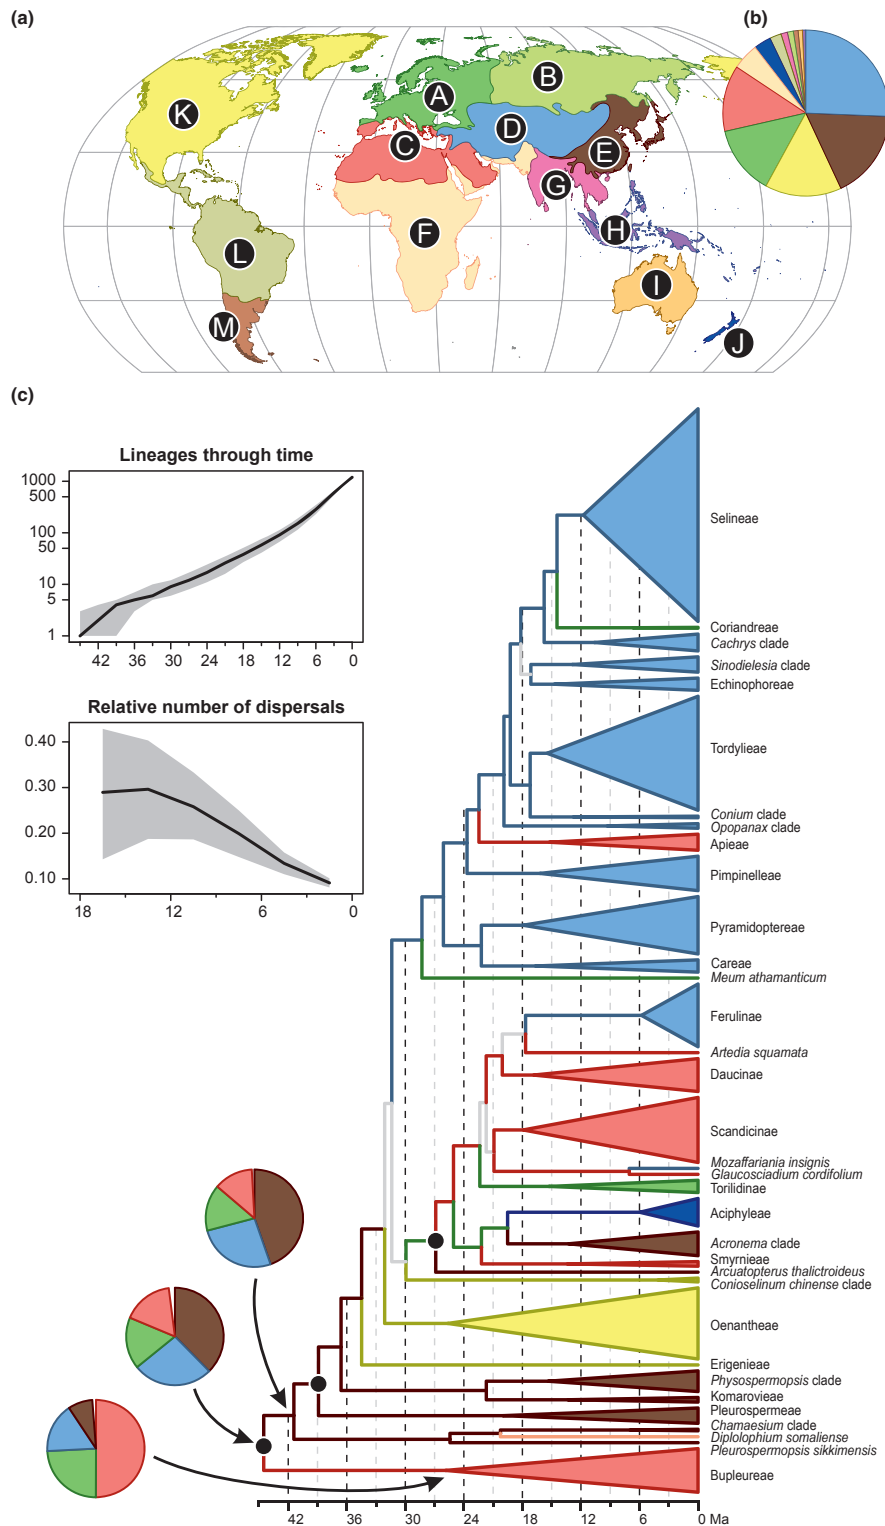 (a)
(b)
K
A
B
C
D
E
G
F
H
L
I
M
J
(c)
Lineages through time
1000
500
100
50
10
5
1
42 36 30 24 18 12 6 0
Relative number of dispersals
0.40
0.30
0.20
0.10
18 12 6 0
Selineae
Coriandreae
Cachrys clade
Sinodielesia clade
Echinophoreae
Tordylieae
Conium clade
Opopanax clade
Apieae
Pimpinelleae
Pyramidoptereae
Careae
Meum athamanticum
Ferulinae
Artedia squamata
Daucinae
Scandicinae
Mozaffariania insignis
Glaucosciadium cordifolium
Torilidinae
Aciphyleae
Acronema clade
Smyrnieae
Arcuatopterus thalictroideus
Conioselinum chinense clade
Oenantheae
Erigenieae
Physospermopsis clade
Komarovieae
Pleurospermeae
Chamaesium clade
Diplolophium somaliense
Pleurospermopsis sikkimensis
Bupleureae
42 36 30 24 18 12 6 0 Ma